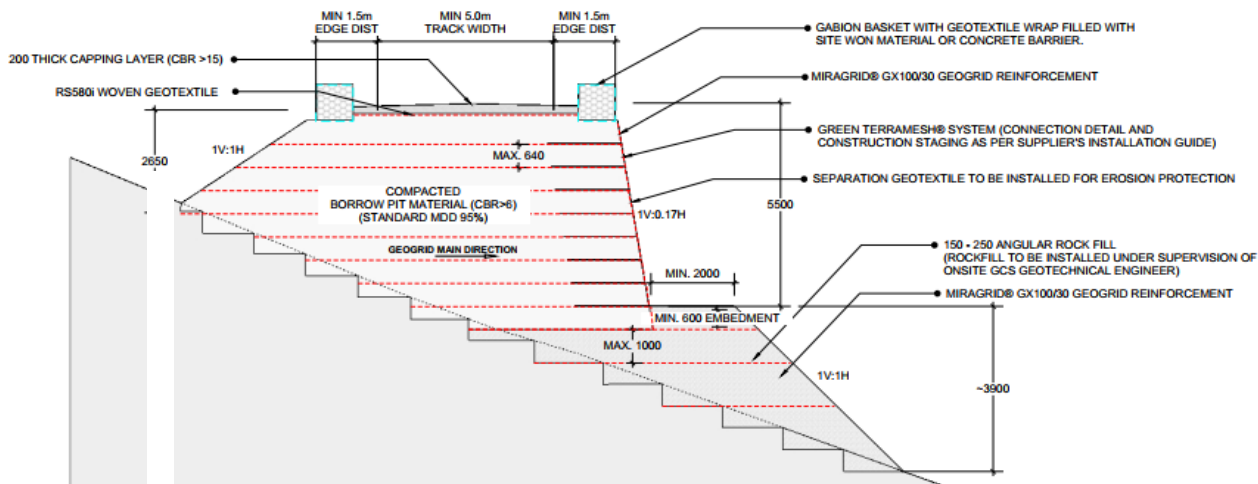 MIN 1.5m
EDGE DIST
MIN 5.0m
TRACK WIDTH
MIN 1.5m
EDGE DIST
GABION BASKET WITH GEOTEXTILE WRAP FILLED WITH
SITE WON MATERIAL OR CONCRETE BARRIER.
200 THICK CAPPING LAYER (CBR >15)
MIRAGRID® GX100/30 GEOGRID REINFORCEMENT
RS580i WOVEN GEOTEXTILE
GREEN TERRAMESH® SYSTEM (CONNECTION DETAIL AND
CONSTRUCTION STAGING AS PER SUPPLIER'S INSTALLATION GUIDE)
1V:1H
MAX. 640
2650
SEPARATION GEOTEXTILE TO BE INSTALLED FOR EROSION PROTECTION
COMPACTED
BORROW PIT MATERIAL (CBR>6)
(STANDARD MDD 95%)
1V:0.17H
5500
GEOGRID MAIN DIRECTION
150 - 250 ANGULAR ROCK FILL
(ROCKFILL TO BE INSTALLED UNDER SUPERVISION OF
ONSITE GCS GEOTECHNICAL ENGINEER)
MIN. 2000
MIRAGRID® GX100/30 GEOGRID REINFORCEMENT
MIN. 600 EMBEDMENT
MAX. 1000
1V:1H
~3900